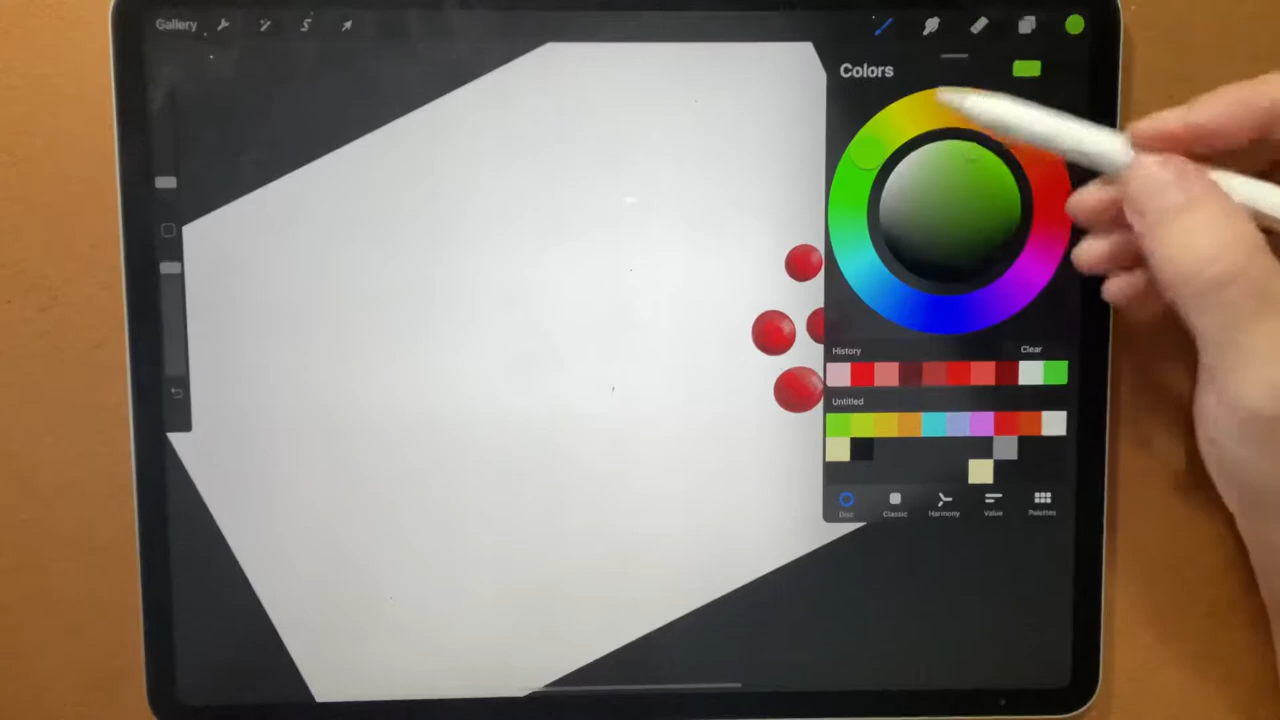 Gallery
Colors
History Clear
Untitled
Disc Classic Harmony Value Palettes